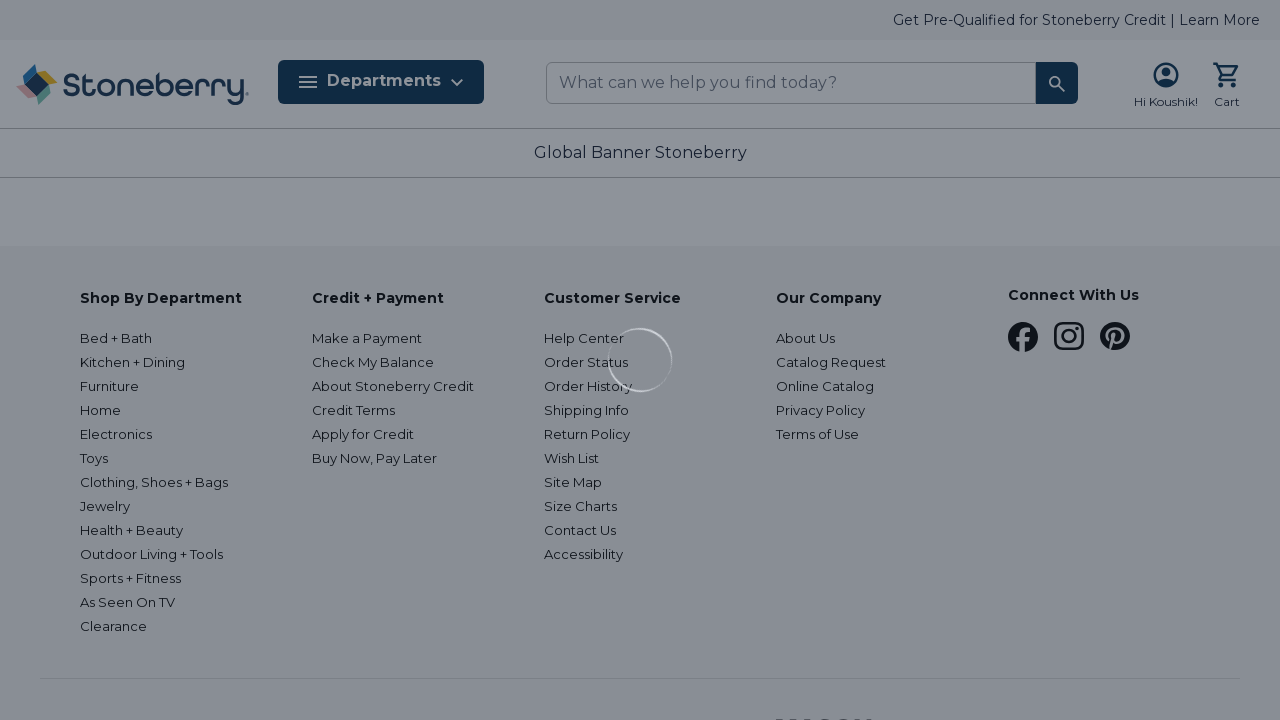 Get Pre-Qualified for Stoneberry Credit | Learn More
Stoneberry
Departments
What can we help you find today?
Hi Koushik!
Cart
Global Banner Stoneberry
Shop By Department
Bed + Bath
Kitchen + Dining
Furniture
Home
Electronics
Toys
Clothing, Shoes + Bags
Jewelry
Health + Beauty
Outdoor Living + Tools
Sports + Fitness
As Seen On TV
Clearance
Credit + Payment
Make a Payment
Check My Balance
About Stoneberry Credit
Credit Terms
Apply for Credit
Buy Now, Pay Later
Customer Service
Help Center
Order Status
Order History
Shipping Info
Return Policy
Wish List
Site Map
Size Charts
Contact Us
Accessibility
Our Company
About Us
Catalog Request
Online Catalog
Privacy Policy
Terms of Use
Connect With Us